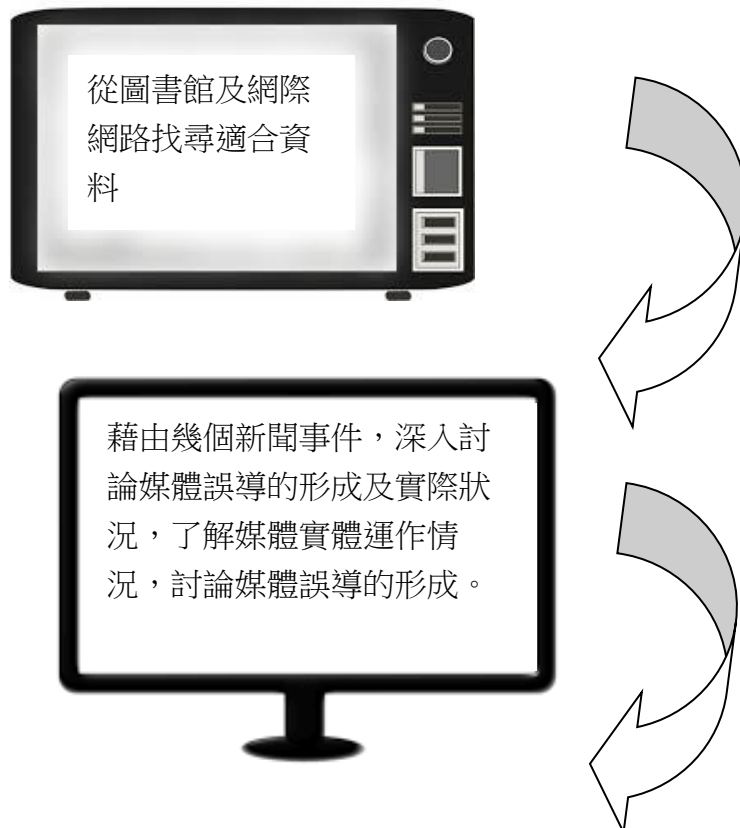 從圖書館及網際
網路找尋適合資
料
藉由幾個新聞事件，深入討
論媒體誤導的形成及實際狀
況，了解媒體實體運作情
況，討論媒體誤導的形成。